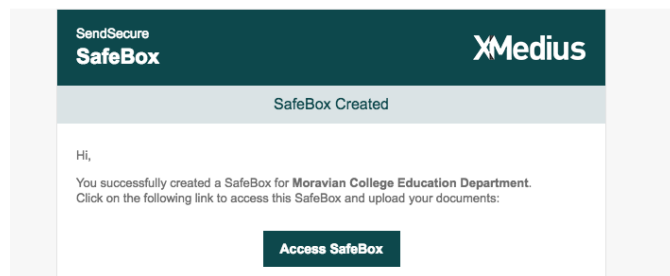 SendSecure
SafeBox
XMedius
SafeBox Created
Hi,
You successfully created a SafeBox for Moravian College Education Department.
Click on the following link to access this SafeBox and upload your documents:
Access SafeBox